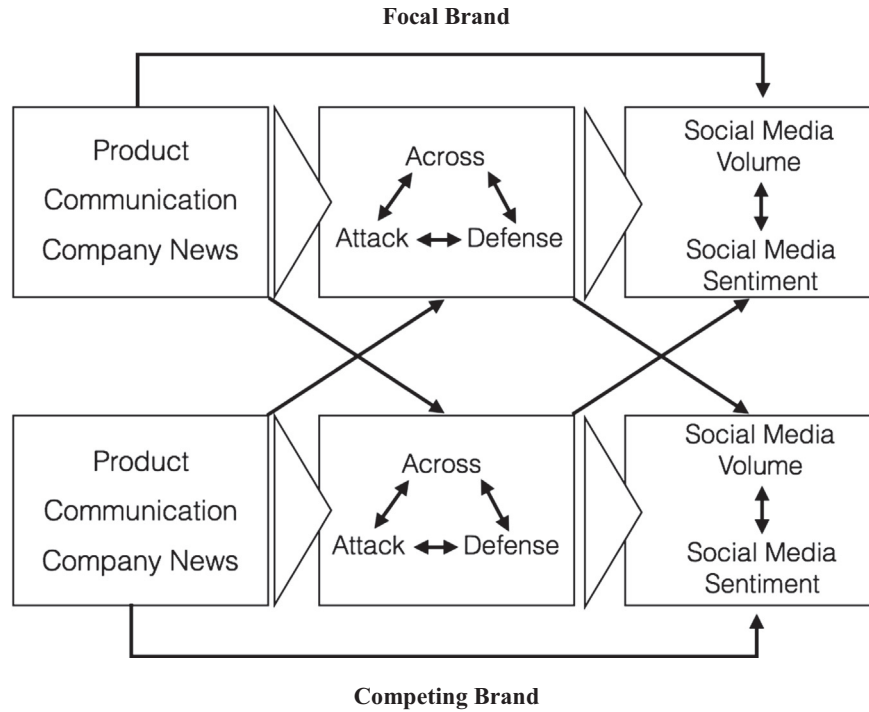 Focal Brand
Product
Communication
Company News
Across
Attack
Defense
Social Media
Volume
Social Media
Sentiment
Product
Communication
Company News
Across
Attack
Defense
Social Media
Volume
Social Media
Sentiment
Competing Brand